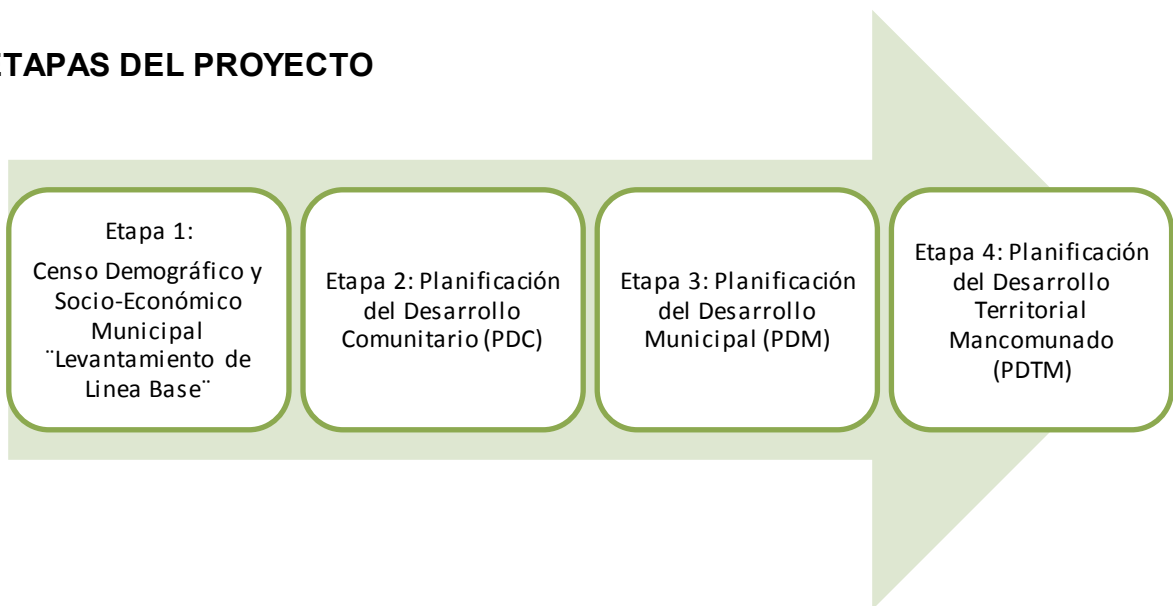 ETAPAS DEL PROYECTO
Etapa 1:
Censo Demográfico y
Socio-Económico
Municipal
¨Levantamiento de
Linea Base¨
Etapa 2: Planificación
del Desarrollo
Comunitario (PDC)
Etapa 3: Planificación
del Desarrollo
Municipal (PDM)
Etapa 4: Planificación
del Desarrollo
Territorial
Mancomunado
(PDTM)